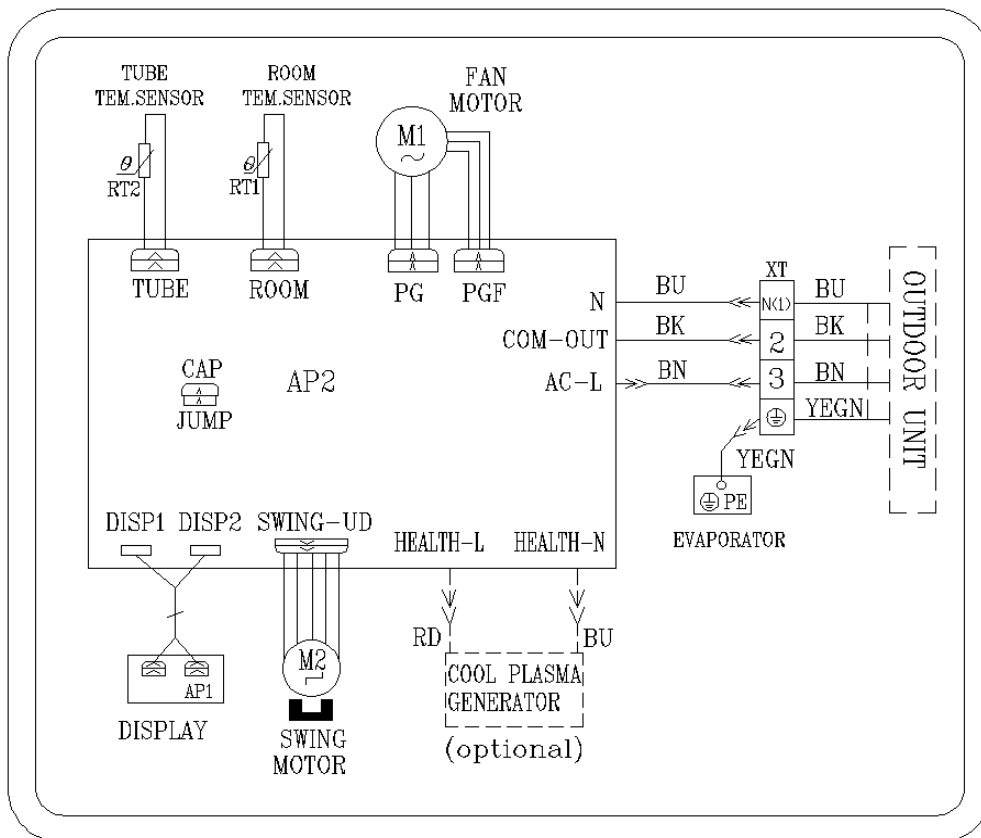 TUBE
TEM.SENSOR
ROOM
TEM.SENSOR
FAN
MOTOR
M1
θ
RT2
θ
RT1
TUBE
ROOM
PG
PGF
XT
N
BU
N(1)
BU
COM-OUT
BK
2
BK
AC-L
BN
3
BN
YEGN
OUTDOOR UNIT
CAP
JUMP
AP2
YEGN
PE
EVAPORATOR
DISP1
DISP2
SWING-UD
HEALTH-L
HEALTH-N
RD
BU
M2
AP1
COOL PLASMA
GENERATOR
DISPLAY
SWING
MOTOR
(optional)